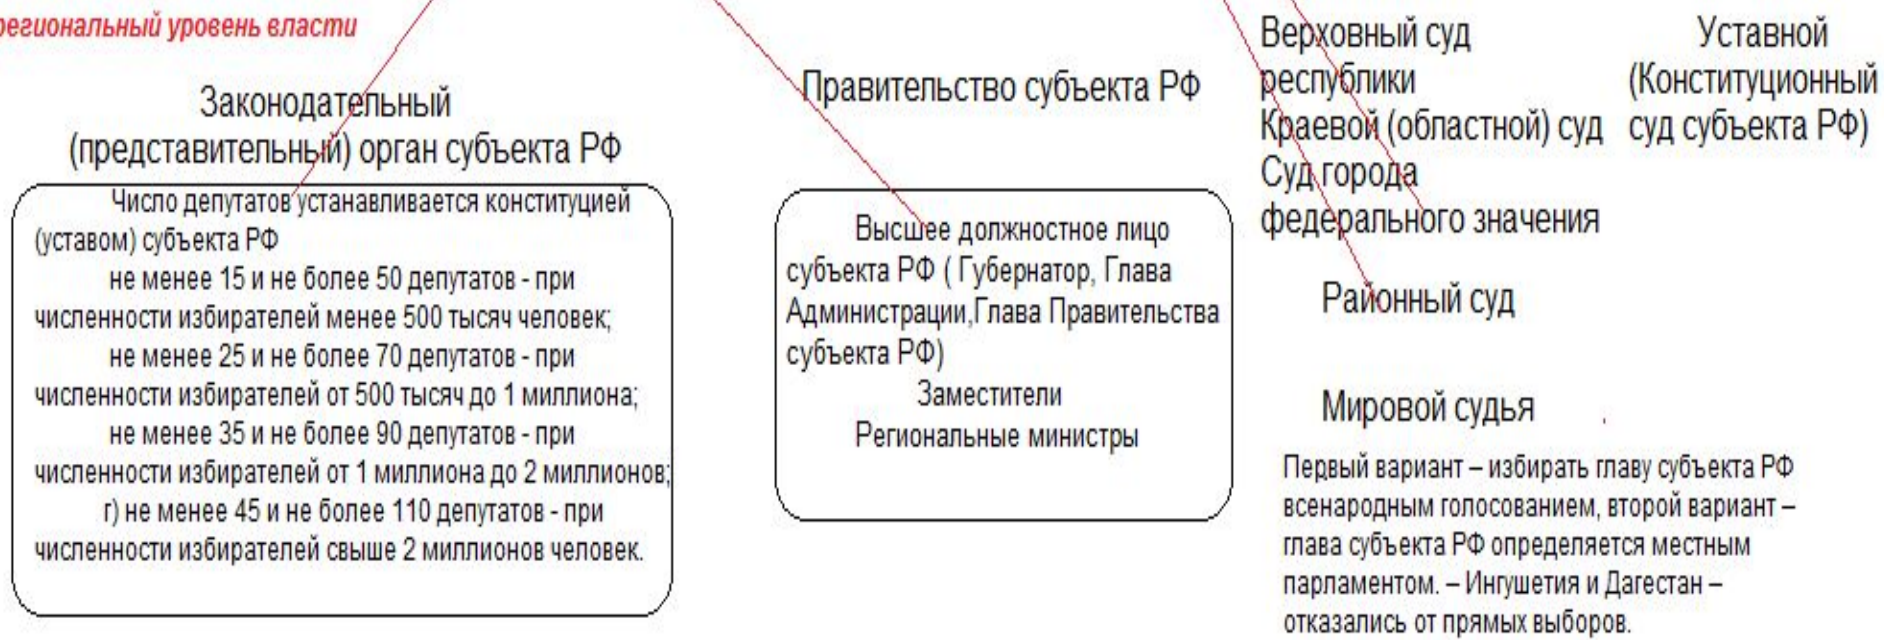 региональный уровень власти
Законодательный
(представительный) орган субъекта РФ
Число депутатов устанавливается конституцией
(уставом) субъекта РФ
не менее 15 и не более 50 депутатов - при
численности избирателей менее 500 тысяч человек;
не менее 25 и не более 70 депутатов - при
численности избирателей от 500 тысяч до 1 миллиона;
не менее 35 и не более 90 депутатов - при
численности избирателей от 1 миллиона до 2 миллионов;
г) не менее 45 и не более 110 депутатов - при
численности избирателей свыше 2 миллионов человек.
Правительство субъекта РФ
Высшее должностное лицо
субъекта РФ ( Губернатор, Глава
Администрации,Глава Правительства
субъекта РФ)
Заместители
Региональные министры
Верховный суд
республики
Краевой (областной) суд
Суд города
федерального значения
Уставной
(Конституционный
суд субъекта РФ)
Районный суд
Мировой судья
Первый вариант – избирать главу субъекта РФ
всенародным голосованием, второй вариант –
глава субъекта РФ определяется местным
парламентом. – Ингушетия и Дагестан –
отказались от прямых выборов.